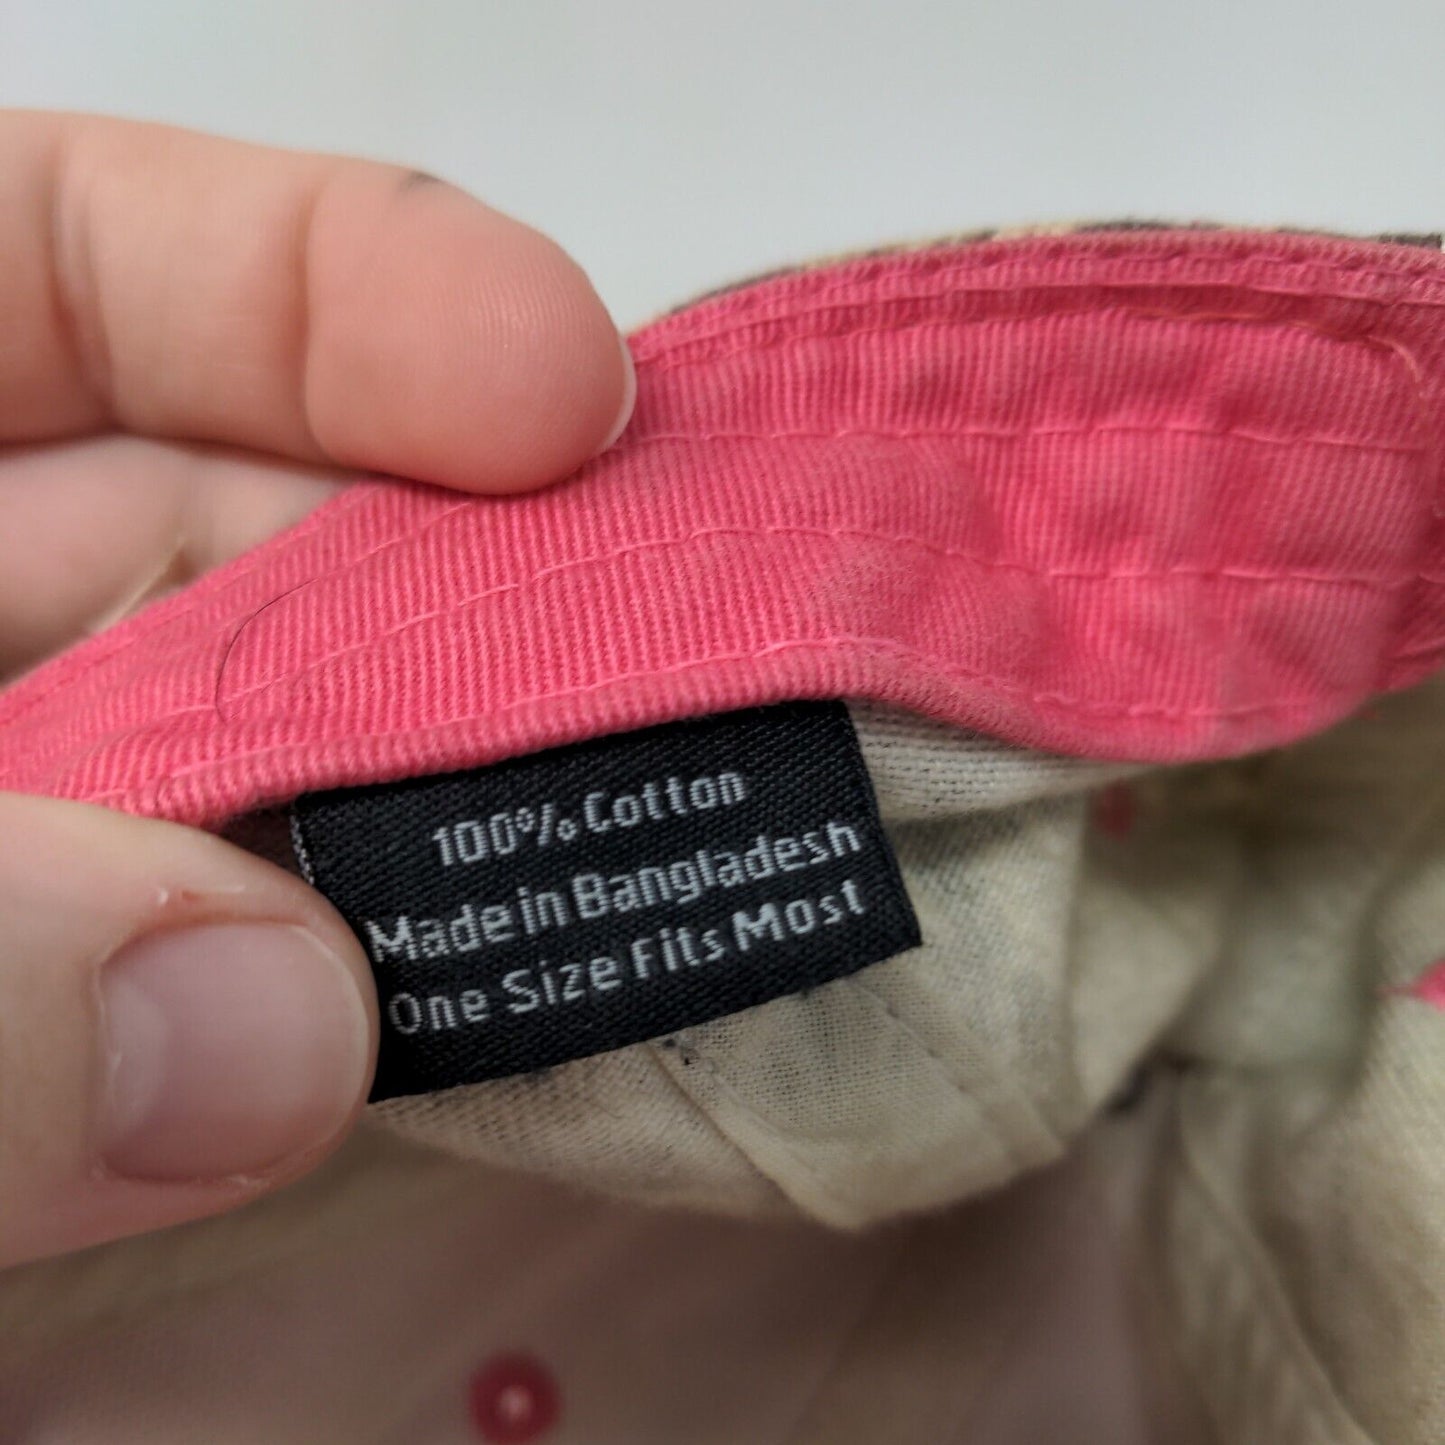 100% Cotton
Made in Bangladesh
One Size Fits Most